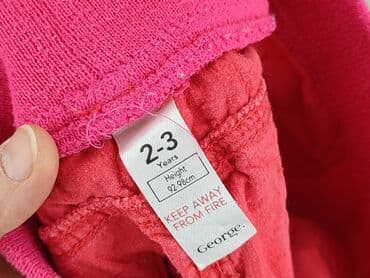 2-3
Years
Height
92-98cm
KEEP AWAY
FROM FIRE
George.